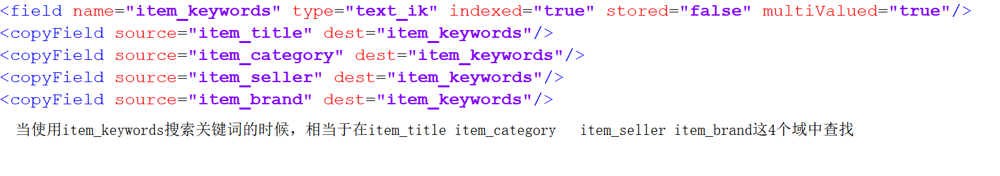 <field name="item_keywords" type="text_ik" indexed="true" stored="false" multiValued="true"/>
<copyField source="item_title" dest="item_keywords"/>
<copyField source="item_category" dest="item_keywords"/>
<copyField source="item_seller" dest="item_keywords"/>
<copyField source="item_brand" dest="item_keywords"/>
当使用item_keywords搜索关键词的时候，相当于在item_title item_category   item_seller item_brand这4个域中查找